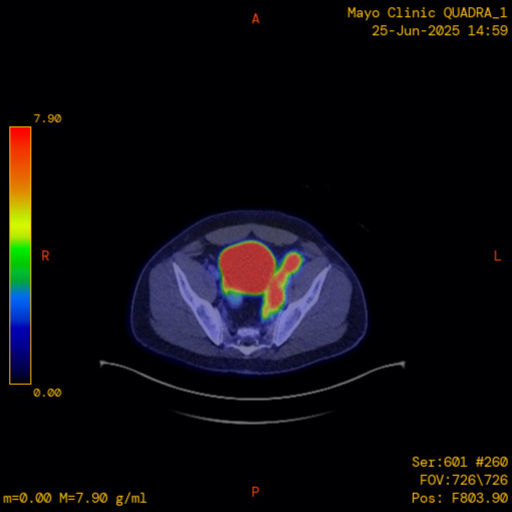 A
Mayo Clinic QUADRA_1
25-Jun-2025 14:59
7.90
R
L
0.00
P
Ser:601 #260
FOV:726\726
m=0.00 M=7.90 g/ml
Pos: F803.90